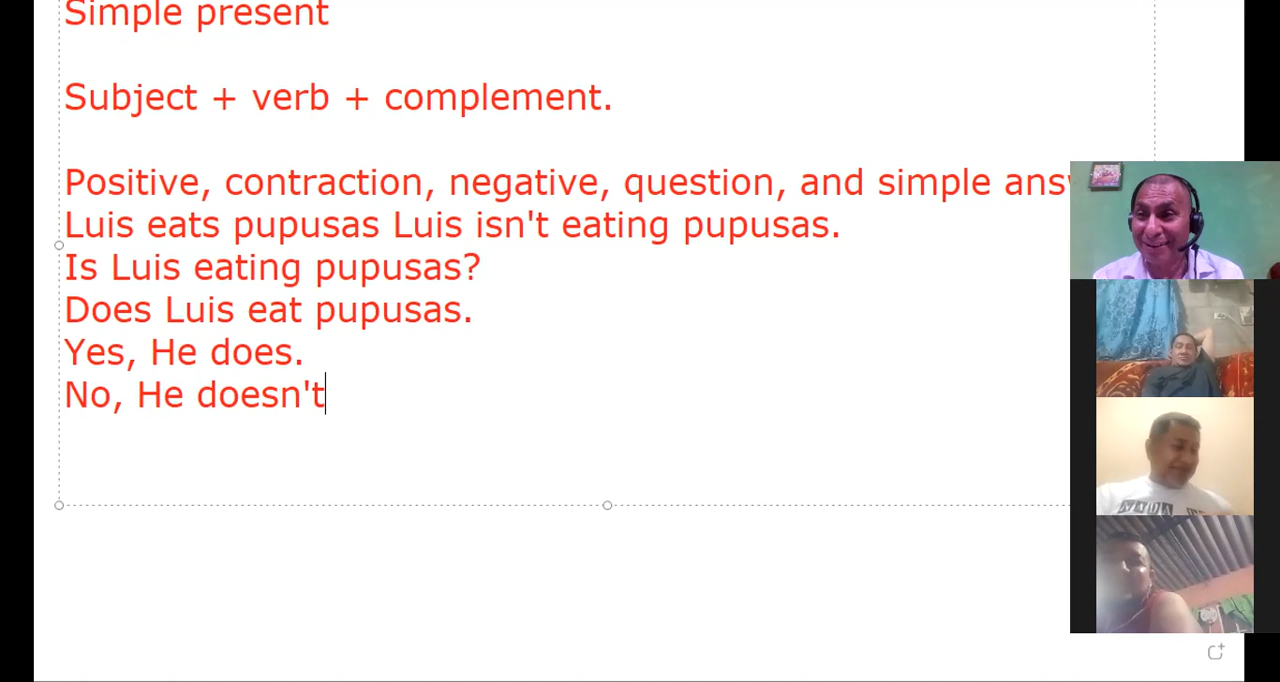 Simple present
Subject + verb + complement.
Positive, contraction, negative, question, and simple
Luis eats pupusas Luis isn't eating pupusas.
Is Luis eating pupusas?
Does Luis eat pupusas.
Yes, He does.
No, He doesn't